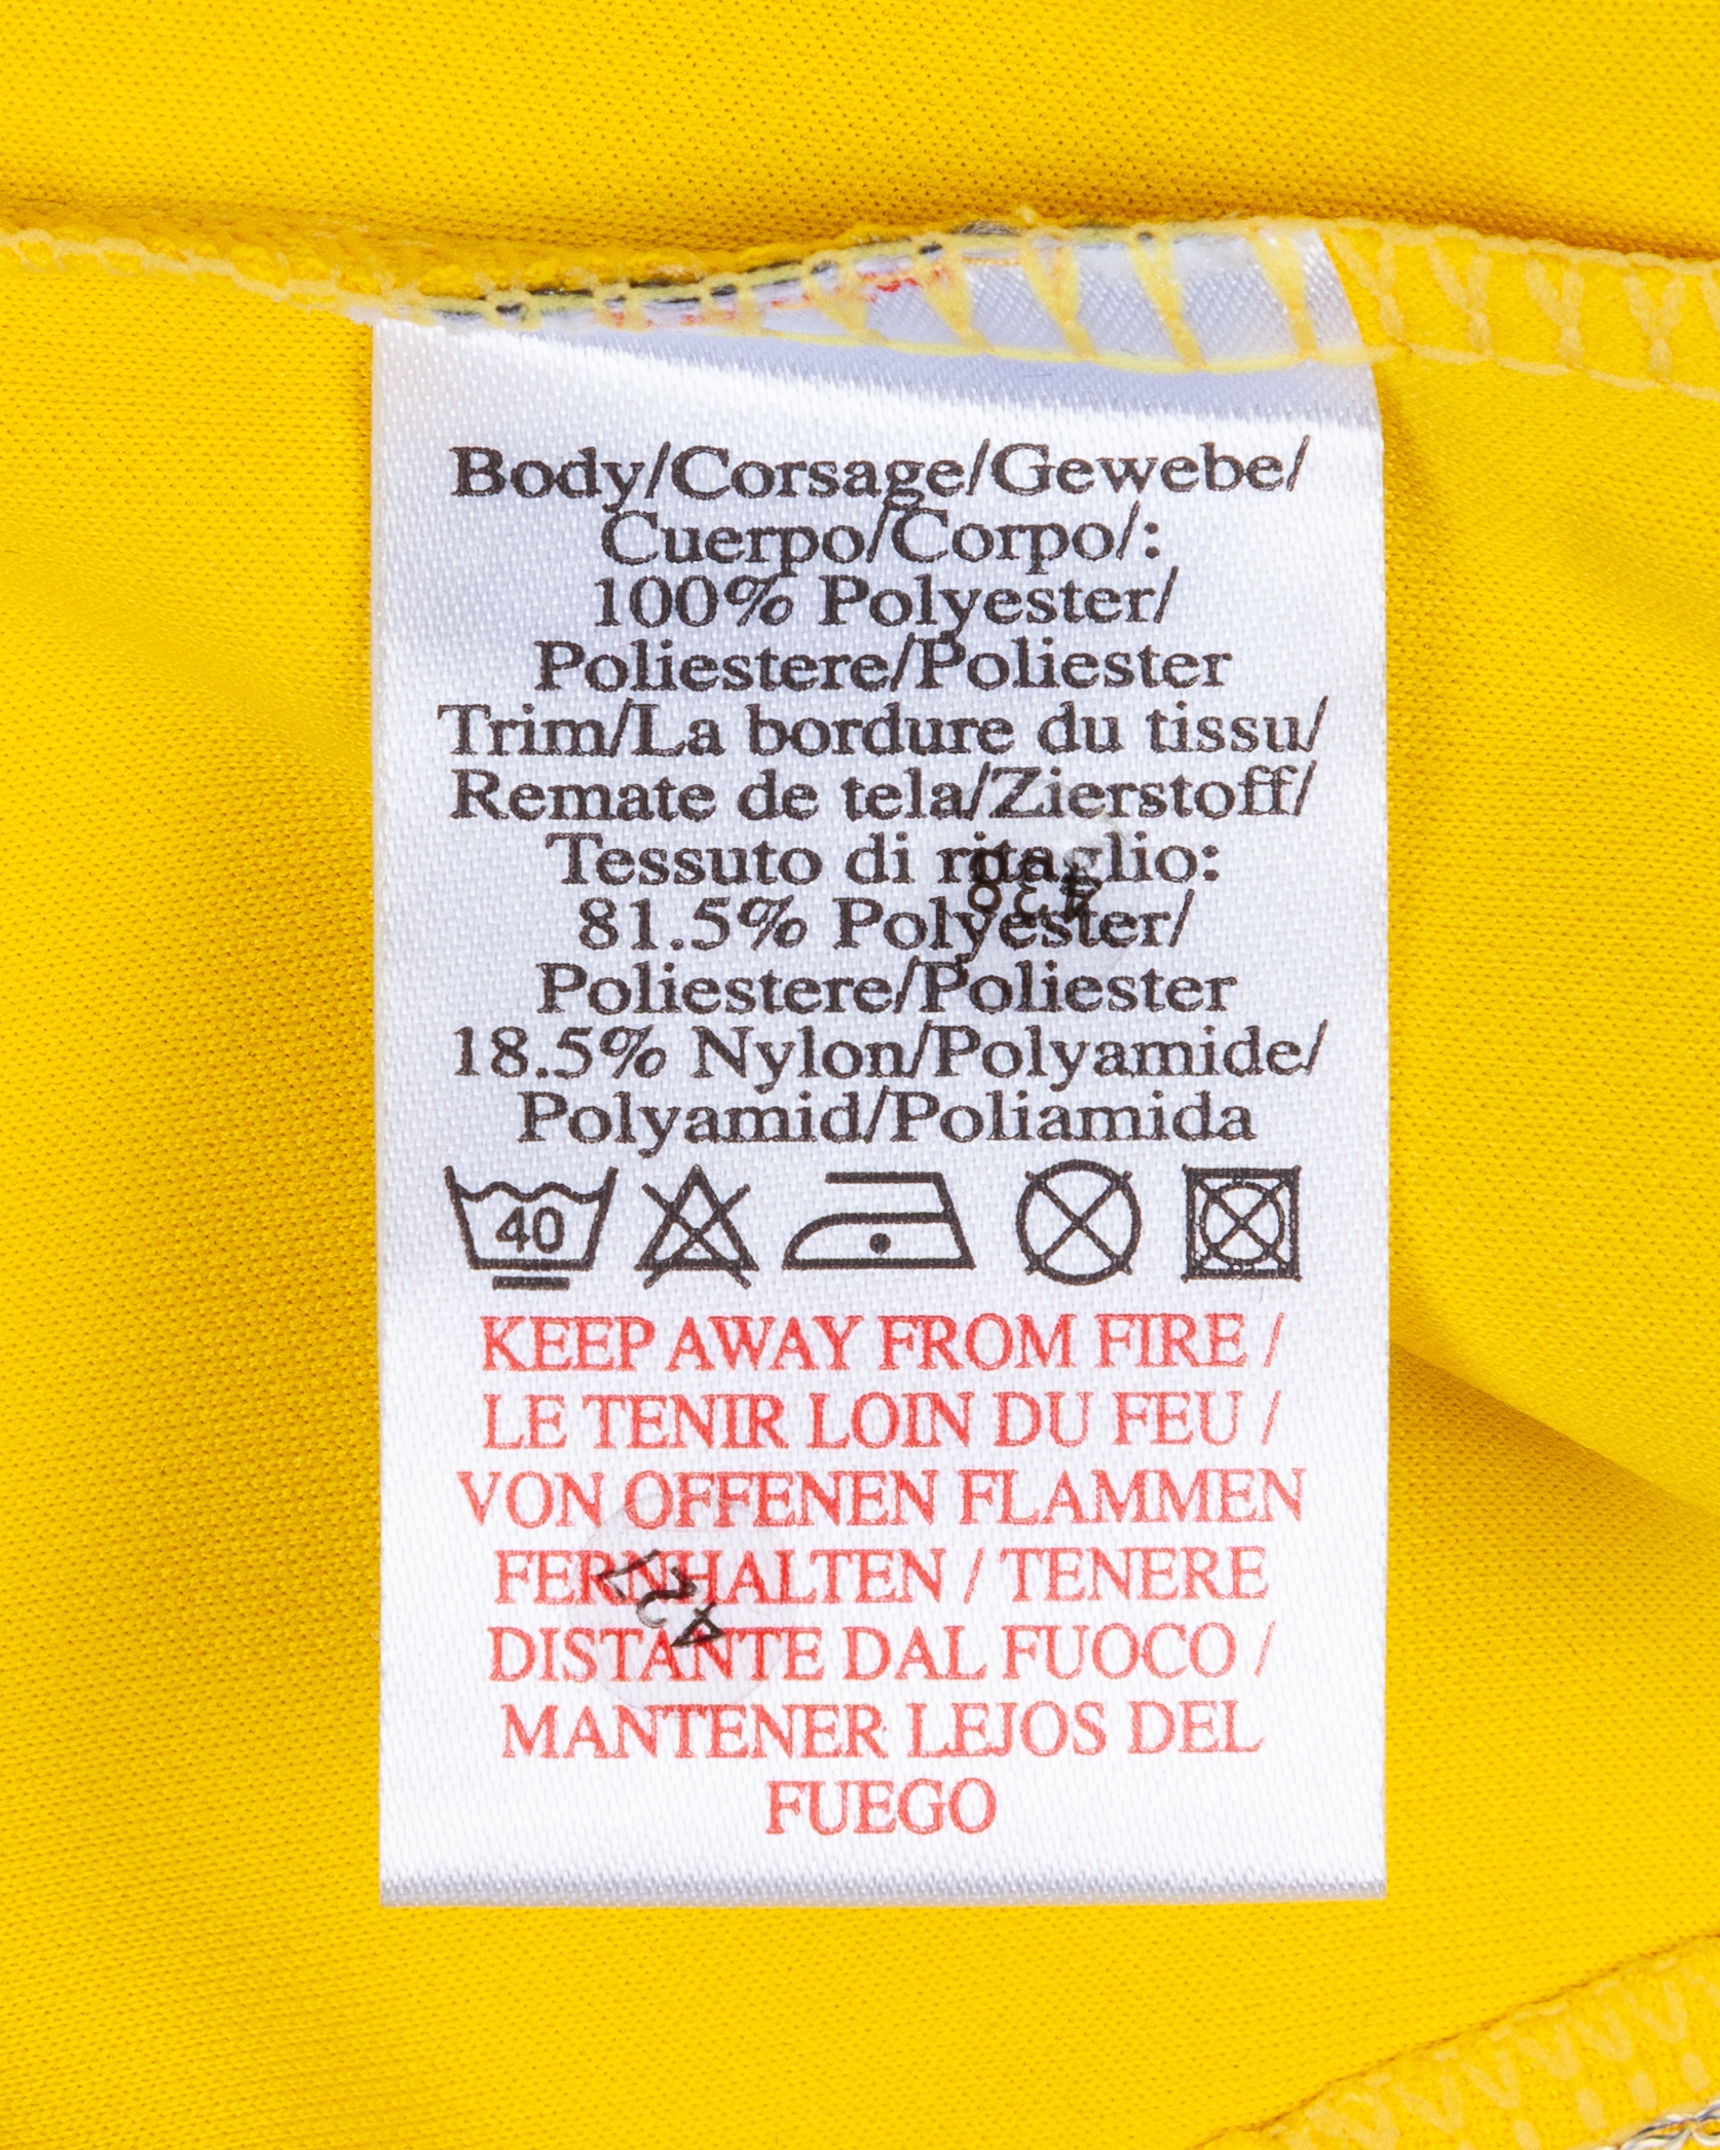 Body/Corsage/Gewebe/
Cuerpo/Corpo/:
100% Polyester/
Poliestere/Poliester
Trim/La bordure du tissu/
Remate de tela/Zierstoff/
Tessuto di ritaglio:
81.5% Polyester/
Poliestere/Poliester
18.5% Nylon/Polyamide/
Polyamid/Poliamida
40
KEEP AWAY FROM FIRE /
LE TENIR LOIN DU FEU /
VON OFFENEN FLAMMEN
FERNHALTEN / TENERE
DISTANTE DAL FUOCO /
MANTENER LEJOS DEL
FUEGO